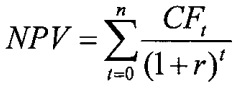 NPV = \sum_{t=0}^{n} \frac{CF_t}{(1+r)^t}